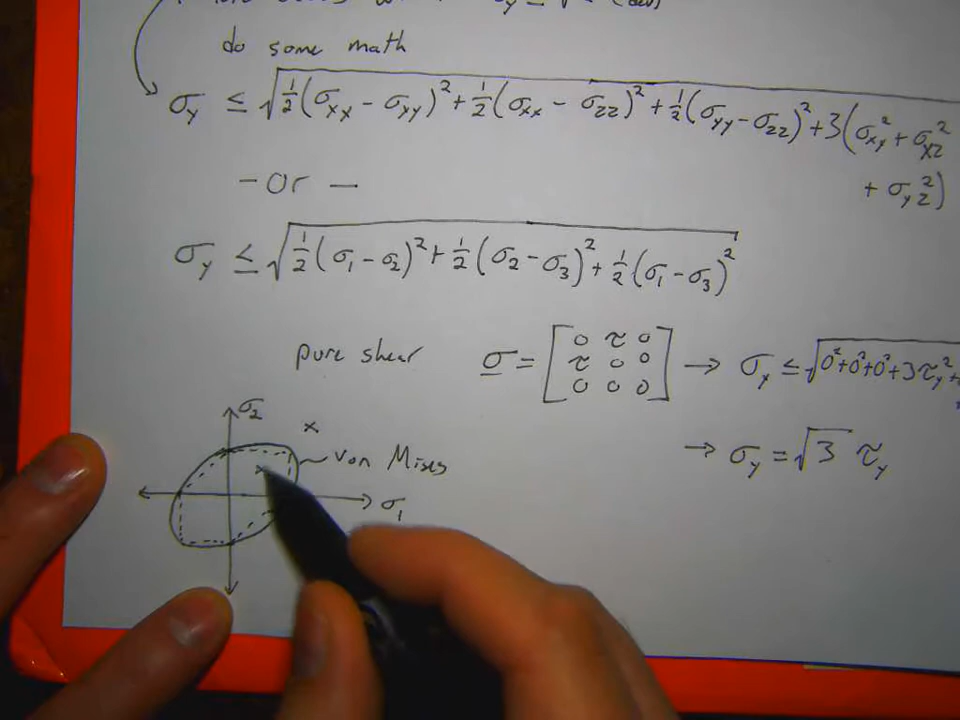 do some math
σy ≤ √(½(σxx − σxy)² + ½(σxx − σzz)² + ½(σyy − σzz)² + 3(σxy² + σxz²
+ σyz²)
– Or —
σy ≤ √(½(σ1 − σ2)² + ½(σ2 − σ3)² + ½(σ1 − σ3)²
pure shear σ = [0 τ 0; τ 0 0; 0 0 0] → σy ≤ √(0² + 0² + 0² + 3τy² +
→ σy = √3 τy
σ2
x
Von Mises
x
σ1